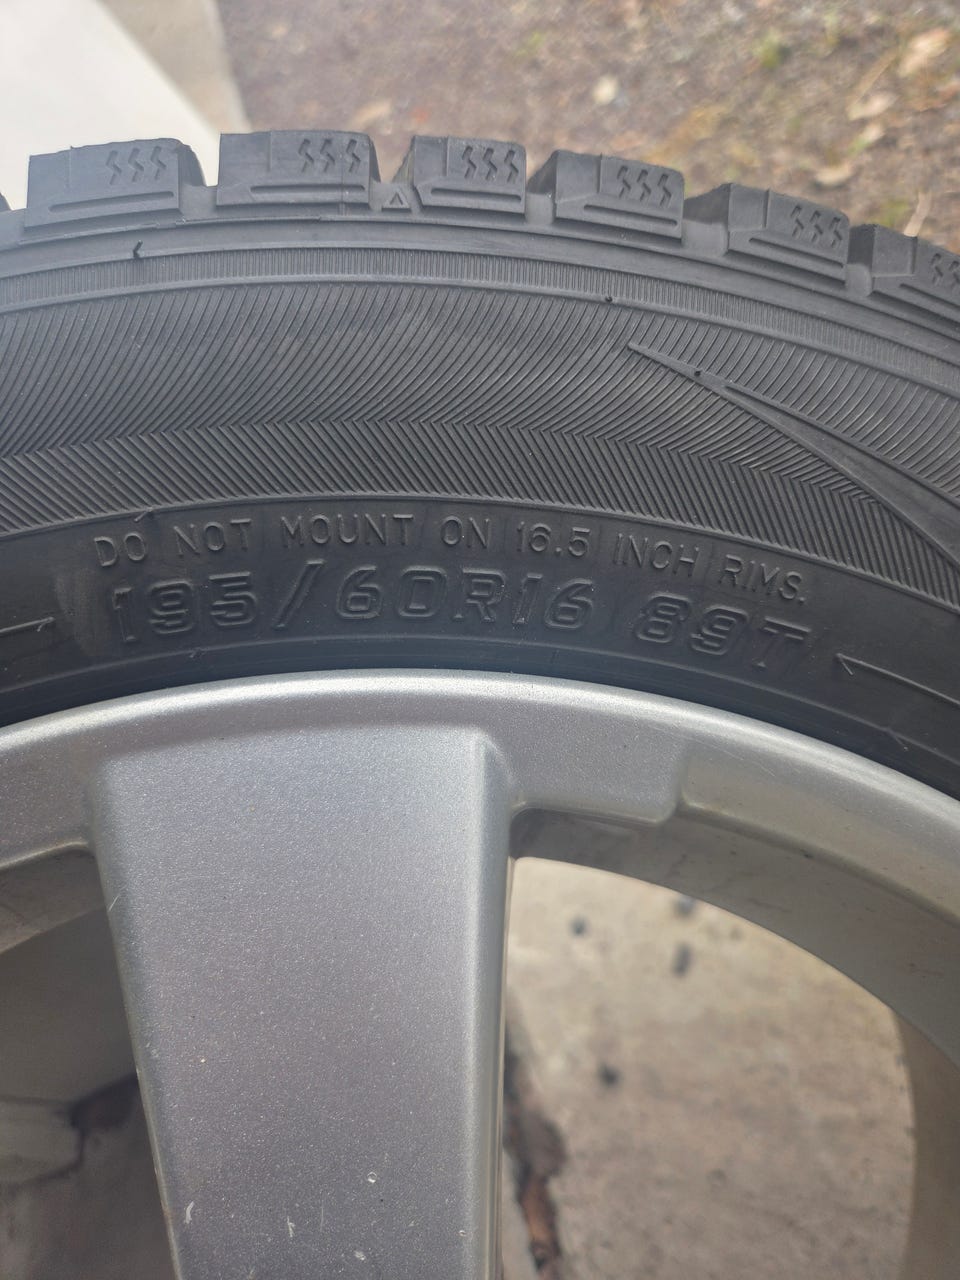 DO NOT MOUNT ON 16.5 INCH RIMS.
195/60R16 89T